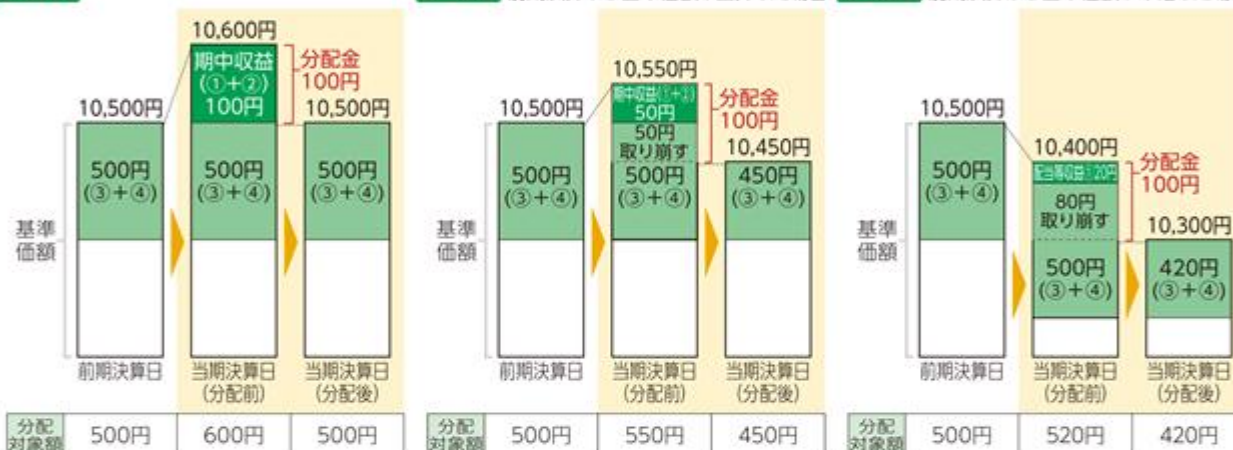 10,600円
期中収益
(①+②)
100円
分配金
100円
10,500円
10,500円
500円
(③+④)
500円
(③+④)
500円
(③+④)
基準
価額
前期決算日
当期決算日
(分配前)
当期決算日
(分配後)
分配
対象額
500円
600円
500円
10,550円
期中収益(①+②)
50円
分配金
100円
10,500円
50円
取り崩す
10,450円
500円
(③+④)
500円
(③+④)
450円
(③+④)
基準
価額
前期決算日
当期決算日
(分配前)
当期決算日
(分配後)
分配
対象額
500円
550円
450円
10,500円
10,400円
配当等収益①20円
分配金
100円
500円
(③+④)
80円
取り崩す
10,300円
500円
(③+④)
420円
(③+④)
基準
価額
前期決算日
当期決算日
(分配前)
当期決算日
(分配後)
分配
対象額
500円
520円
420円